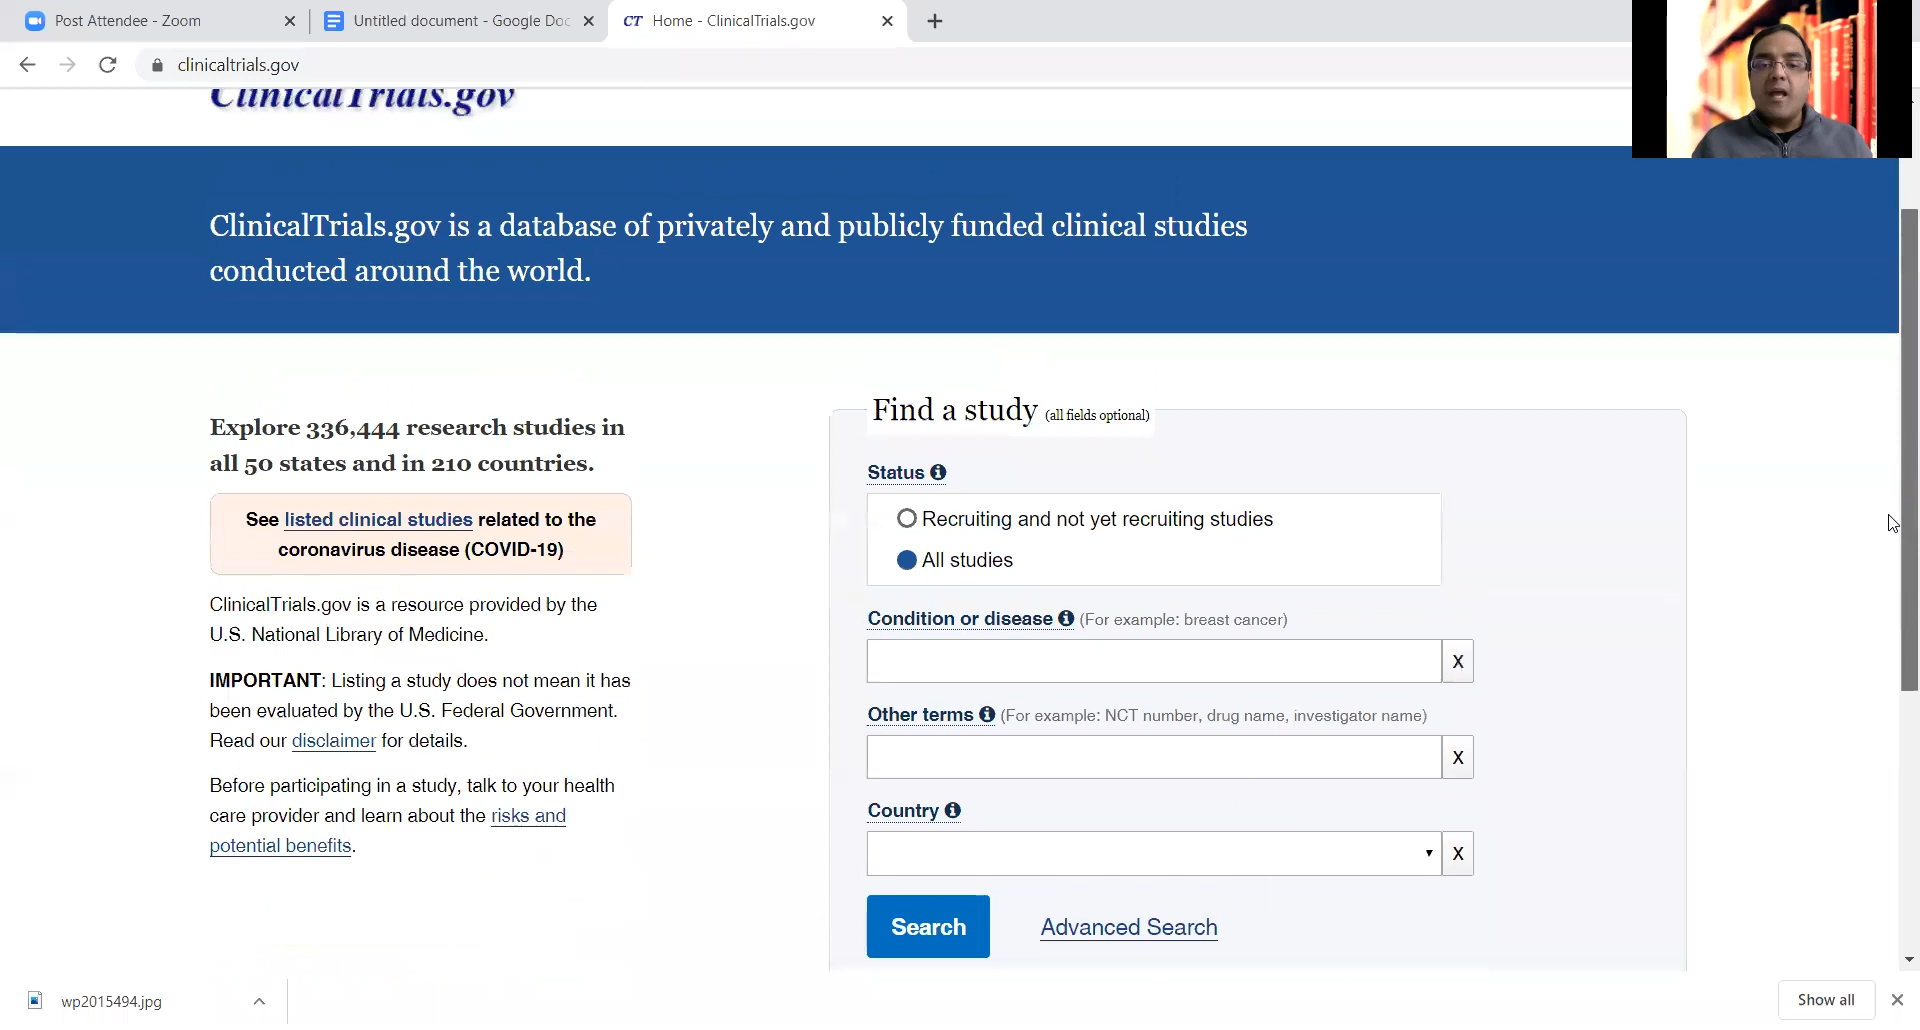 Post Attendee - Zoom
Untitled document - Google Doc
CT Home - ClinicalTrials.gov
clinicaltrials.gov
ClinicalTrials.gov
ClinicalTrials.gov is a database of privately and publicly funded clinical studies
conducted around the world.
Explore 336,444 research studies in
all 50 states and in 210 countries.
See listed clinical studies related to the
coronavirus disease (COVID-19)
ClinicalTrials.gov is a resource provided by the
U.S. National Library of Medicine.
IMPORTANT: Listing a study does not mean it has
been evaluated by the U.S. Federal Government.
Read our disclaimer for details.
Before participating in a study, talk to your health
care provider and learn about the risks and
potential benefits.
Find a study (all fields optional)
Status
Recruiting and not yet recruiting studies
All studies
Condition or disease (For example: breast cancer)
X
Other terms (For example: NCT number, drug name, investigator name)
X
Country
X
Search
Advanced Search
wp2015494.jpg
Show all